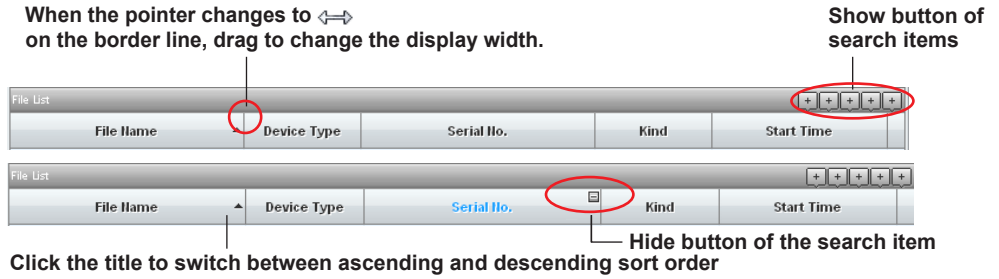 When the pointer changes to
on the border line, drag to change the display width.
Show button of
search items
File List
+ + + + +
File Name Device Type Serial No. Kind Start Time
File List
+ + + + +
File Name Device Type Serial No. Kind Start Time
Hide button of the search item
Click the title to switch between ascending and descending sort order